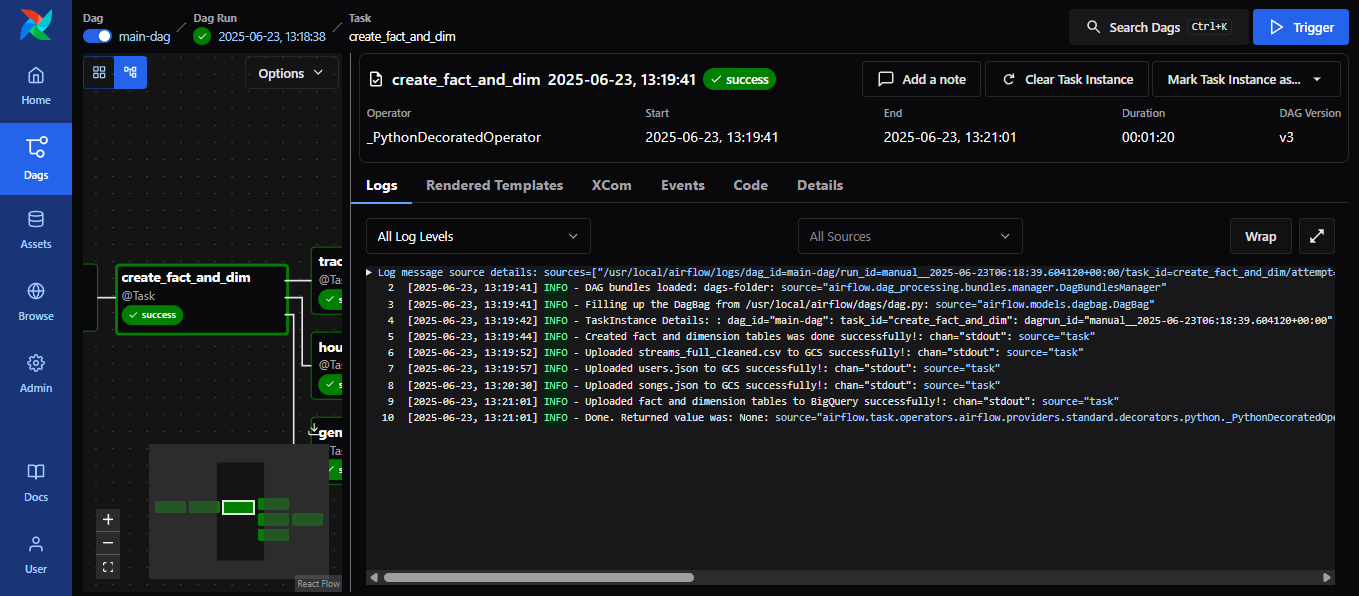 Dag
main-dag
Dag Run
2025-06-23, 13:18:38
Task
create_fact_and_dim
Search Dags Ctrl+K
Trigger
Home
Dags
Assets
Browse
Admin
Docs
User
Options
create_fact_and_dim
@Task
success
trac
@Ta
s
hou
@Ta
s
gen
Ta
s
React Flow
create_fact_and_dim 2025-06-23, 13:19:41 success
Add a note
Clear Task Instance
Mark Task Instance as...
Operator
_PythonDecoratedOperator
Start
2025-06-23, 13:19:41
End
2025-06-23, 13:21:01
Duration
00:01:20
DAG Version
v3
Logs Rendered Templates XCom Events Code Details
All Log Levels
All Sources
Wrap
Log message source details: sources=["/usr/local/airflow/logs/dag_id=main-dag/run_id=manual__2025-06-23T06:18:39.604120+00:00/task_id=create_fact_and_dim/attempt=
2 [2025-06-23, 13:19:41] INFO - DAG bundles loaded: dags-folder: source="airflow.dag_processing.bundles.manager.DagBundlesManager"
3 [2025-06-23, 13:19:41] INFO - Filling up the DagBag from /usr/local/airflow/dags/dag.py: source="airflow.models.dagbag.DagBag"
4 [2025-06-23, 13:19:42] INFO - TaskInstance Details: : dag_id="main-dag": task_id="create_fact_and_dim": dagrun_id="manual__2025-06-23T06:18:39.604120+00:00"
5 [2025-06-23, 13:19:44] INFO - Created fact and dimension tables was done successfully!: chan="stdout": source="task"
6 [2025-06-23, 13:19:52] INFO - Uploaded streams_full_cleaned.csv to GCS successfully!: chan="stdout": source="task"
7 [2025-06-23, 13:19:57] INFO - Uploaded users.json to GCS successfully!: chan="stdout": source="task"
8 [2025-06-23, 13:20:30] INFO - Uploaded songs.json to GCS successfully!: chan="stdout": source="task"
9 [2025-06-23, 13:21:01] INFO - Uploaded fact and dimension tables to BigQuery successfully!: chan="stdout": source="task"
10 [2025-06-23, 13:21:01] INFO - Done. Returned value was: None: source="airflow.task.operators.airflow.providers.standard.decorators.python._PythonDecoratedOpe